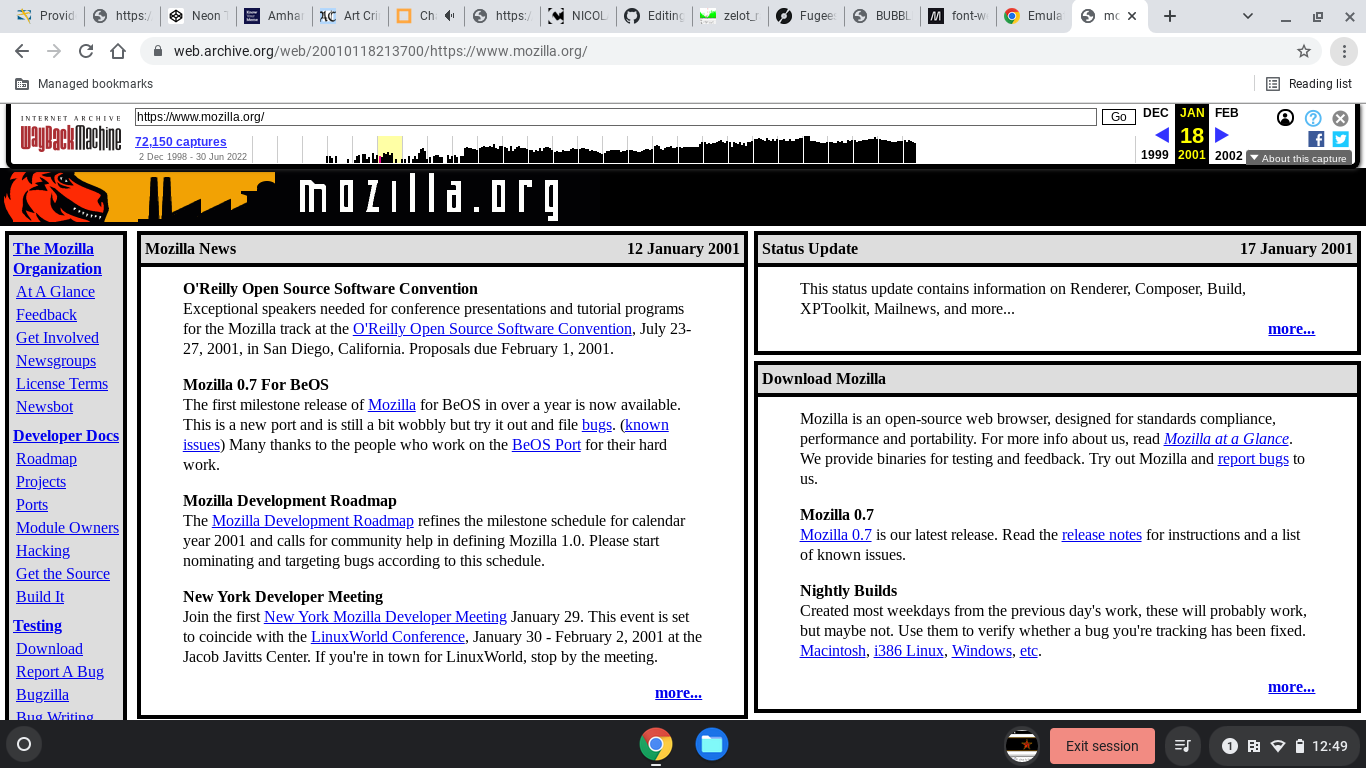 Provid
https:/
Neon T
Amhar
Art Cri
Cha
https:/
NICOL
Editing
zelot_r
Fugee
BUBBL
font-w
Emula
mo
web.archive.org/web/20010118213700/https://www.mozilla.org/
Managed bookmarks
Reading list
INTERNET ARCHIVE
WayBackMachine
https://www.mozilla.org/
Go
DEC JAN FEB
72,150 captures
18
2 Dec 1998 - 30 Jun 2022
1999 2001 2002
About this capture
mozilla.org
The Mozilla
Organization
At A Glance
Feedback
Get Involved
Newsgroups
License Terms
Newsbot
Developer Docs
Roadmap
Projects
Ports
Module Owners
Hacking
Get the Source
Build It
Testing
Download
Report A Bug
Bugzilla
Bug Writing
Mozilla News 12 January 2001
O'Reilly Open Source Software Convention
Exceptional speakers needed for conference presentations and tutorial programs
for the Mozilla track at the O'Reilly Open Source Software Convention, July 23-
27, 2001, in San Diego, California. Proposals due February 1, 2001.
Mozilla 0.7 For BeOS
The first milestone release of Mozilla for BeOS in over a year is now available.
This is a new port and is still a bit wobbly but try it out and file bugs. (known
issues) Many thanks to the people who work on the BeOS Port for their hard
work.
Mozilla Development Roadmap
The Mozilla Development Roadmap refines the milestone schedule for calendar
year 2001 and calls for community help in defining Mozilla 1.0. Please start
nominating and targeting bugs according to this schedule.
New York Developer Meeting
Join the first New York Mozilla Developer Meeting January 29. This event is set
to coincide with the LinuxWorld Conference, January 30 - February 2, 2001 at the
Jacob Javitts Center. If you're in town for LinuxWorld, stop by the meeting.
more...
Status Update 17 January 2001
This status update contains information on Renderer, Composer, Build,
XPToolkit, Mailnews, and more...
more...
Download Mozilla
Mozilla is an open-source web browser, designed for standards compliance,
performance and portability. For more info about us, read Mozilla at a Glance.
We provide binaries for testing and feedback. Try out Mozilla and report bugs to
us.
Mozilla 0.7
Mozilla 0.7 is our latest release. Read the release notes for instructions and a list
of known issues.
Nightly Builds
Created most weekdays from the previous day's work, these will probably work,
but maybe not. Use them to verify whether a bug you're tracking has been fixed.
Macintosh, i386 Linux, Windows, etc.
more...
Exit session
1
12:49